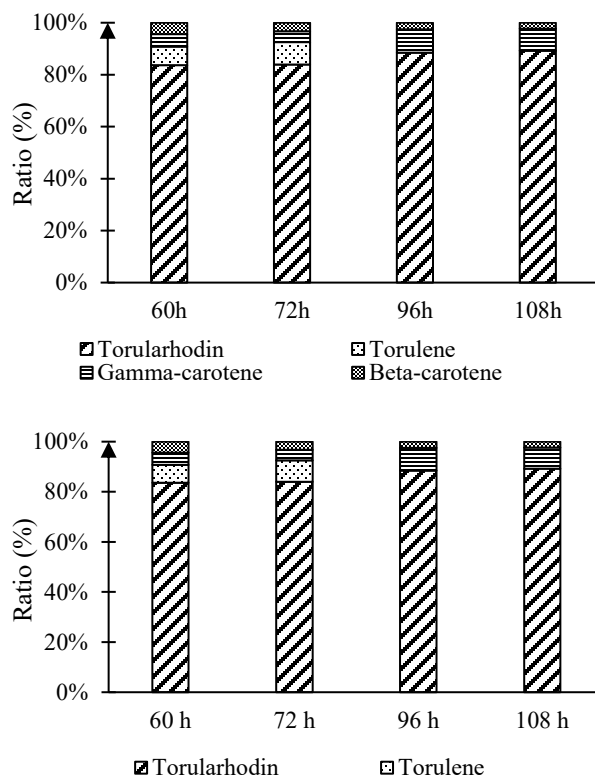 100%
80%
60%
40%
20%
0%
Ratio (%)
60h 72h 96h 108h
Torularhodin Torulene
Gamma-carotene Beta-carotene
100%
80%
60%
40%
20%
0%
Ratio (%)
60 h 72 h 96 h 108 h
Torularhodin Torulene